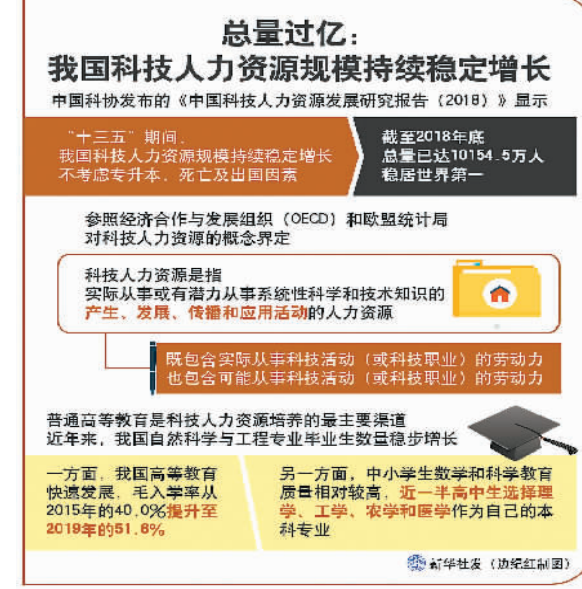 总量过亿：
我国科技人力资源规模持续稳定增长
中国科协发布的《中国科技人力资源发展研究报告（2018）》显示
“十三五”期间，
我国科技人力资源规模持续稳定增长
不考虑专升本、死亡及出国因素
截至2018年底
总量已达10154.5万人
稳居世界第一
参照经济合作与发展组织（OECD）和欧盟统计局
对科技人力资源的概念界定
科技人力资源是指
实际从事或有潜力从事系统性科学和技术知识的
产生、发展、传播和应用活动的人力资源
既包含实际从事科技活动（或科技职业）的劳动力
也包含可能从事科技活动（或科技职业）的劳动力
普通高等教育是科技人力资源培养的最主要渠道
近年来，我国自然科学与工程专业毕业生数量稳步增长
一方面，我国高等教育
快速发展，毛入学率从
2015年的40.0%提升至
2019年的51.6%
另一方面，中小学生数学和科学教育
质量相对较高，近一半高中生选择理
学、工学、农学和医学作为自己的本
科专业
新华社发（边纪红制图）